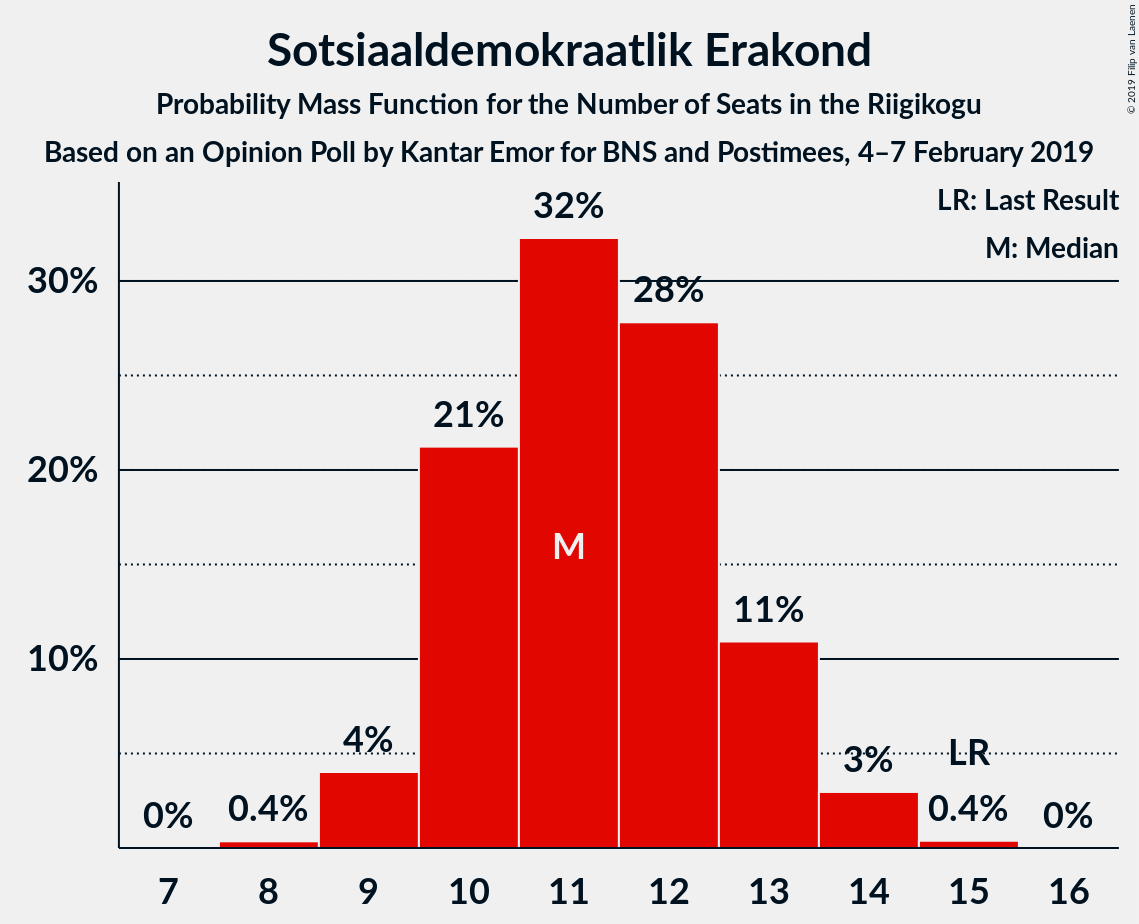 Sotsiaaldemokraatlik Erakond
Probability Mass Function for the Number of Seats in the Riigikogu
Based on an Opinion Poll by Kantar Emor for BNS and Postimees, 4–7 February 2019
© 2019 Filip van Laenen
LR: Last Result
M: Median
30%
20%
10%
0%
0.4%
4%
21%
32%
M
28%
11%
3%
LR
0.4%
0%
7 8 9 10 11 12 13 14 15 16